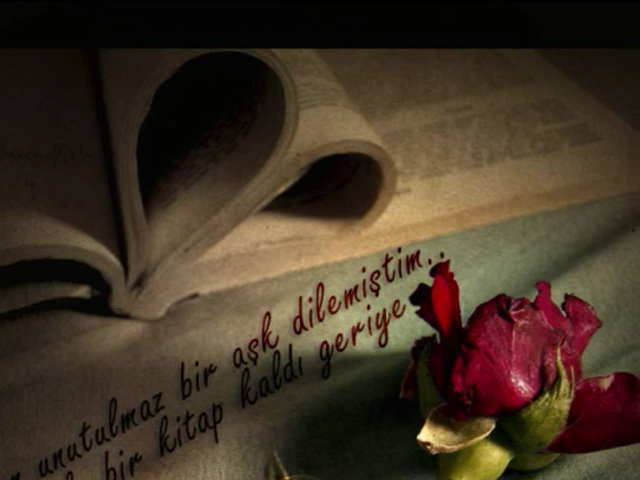 unutulmaz bir aşk dilemiştim..
bir kitap kaldı geriye